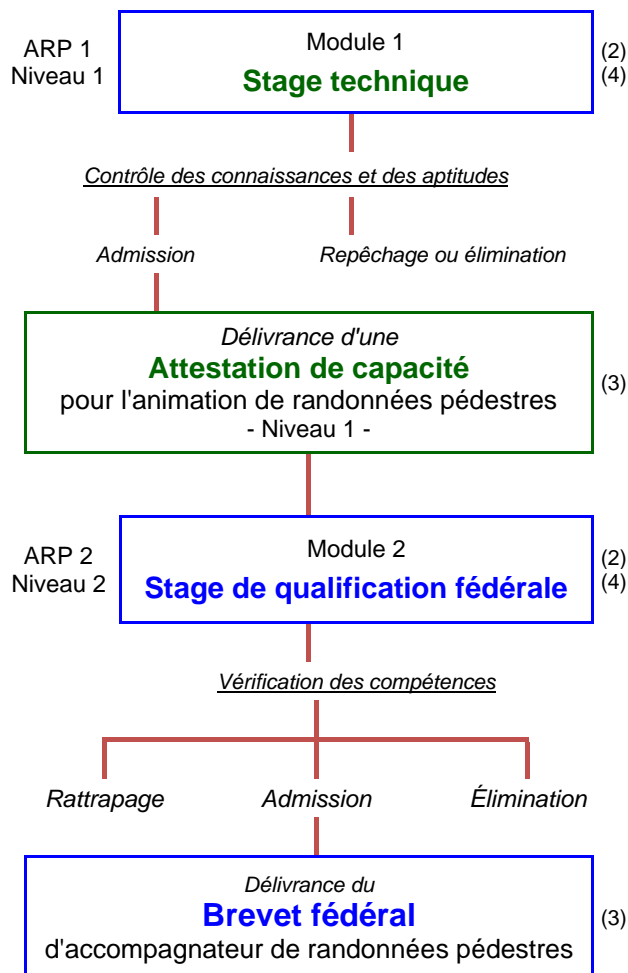 ARP 1
Niveau 1
Module 1
Stage technique
(2)
(4)
Contrôle des connaissances et des aptitudes
Admission
Repêchage ou élimination
Délivrance d'une
Attestation de capacité
pour l'animation de randonnées pédestres
- Niveau 1 -
(3)
ARP 2
Niveau 2
Module 2
Stage de qualification fédérale
(2)
(4)
Vérification des compétences
Rattrapage
Admission
Élimination
Délivrance du
Brevet fédéral
d'accompagnateur de randonnées pédestres
(3)